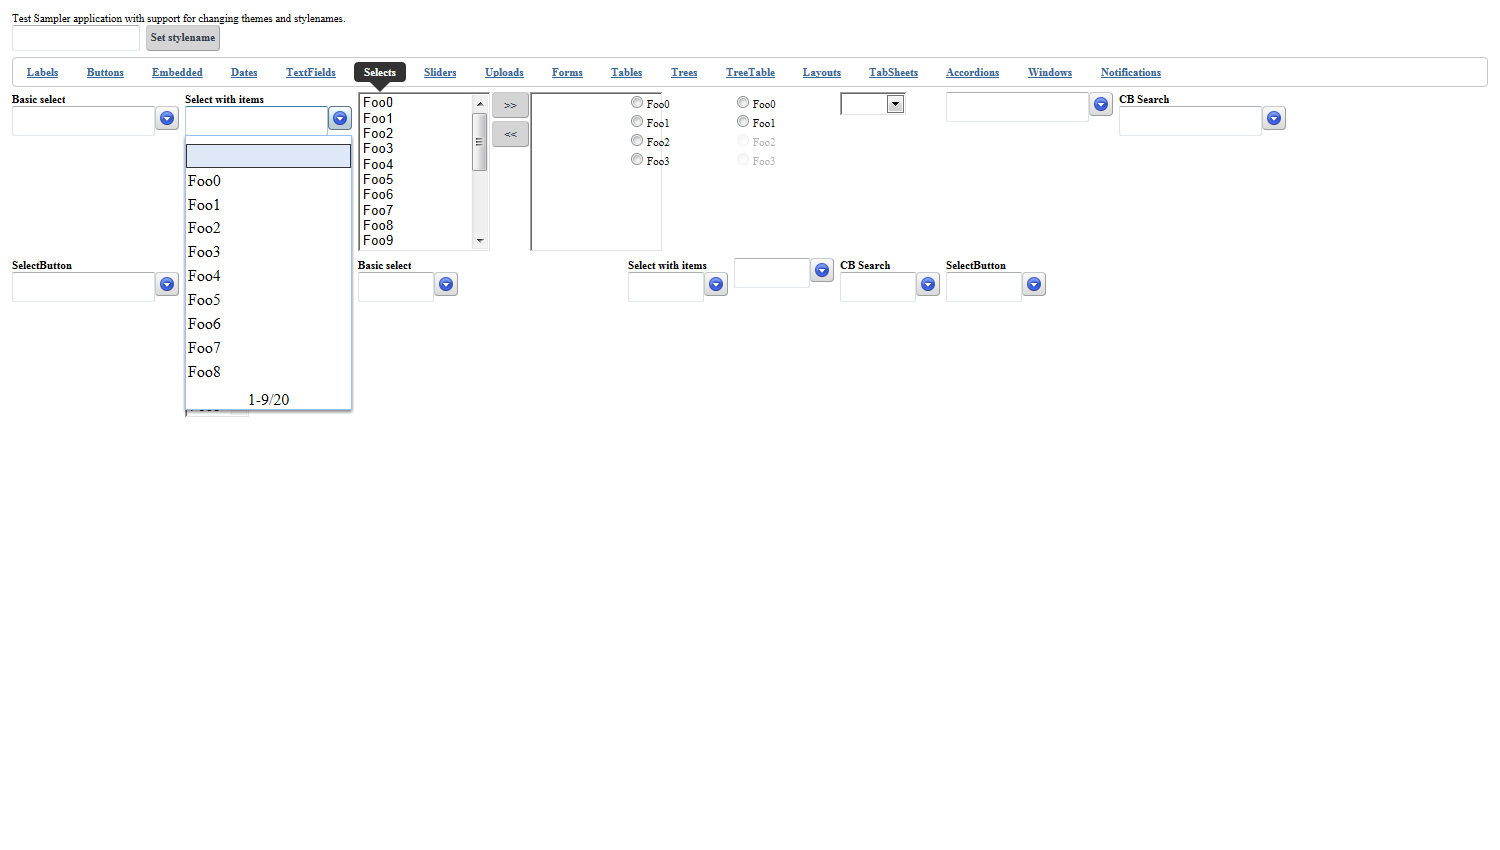 Test Sampler application with support for changing themes and stylenames.
Set stylename
Labels Buttons Embedded Dates TextFields Selects Sliders Uploads Forms Tables Trees TreeTable Layouts TabSheets Accordions Windows Notifications
Basic select
Select with items
Foo0
Foo1
Foo2
Foo3
Foo4
Foo5
Foo6
Foo7
Foo8
1-9/20
Foo0
Foo1
Foo2
Foo3
Foo4
Foo5
Foo6
Foo7
Foo8
Foo9
>>
<<
Foo0
Foo1
Foo2
Foo3
Foo0
Foo1
Foo2
Foo3
CB Search
SelectButton
Basic select
Select with items
CB Search
SelectButton